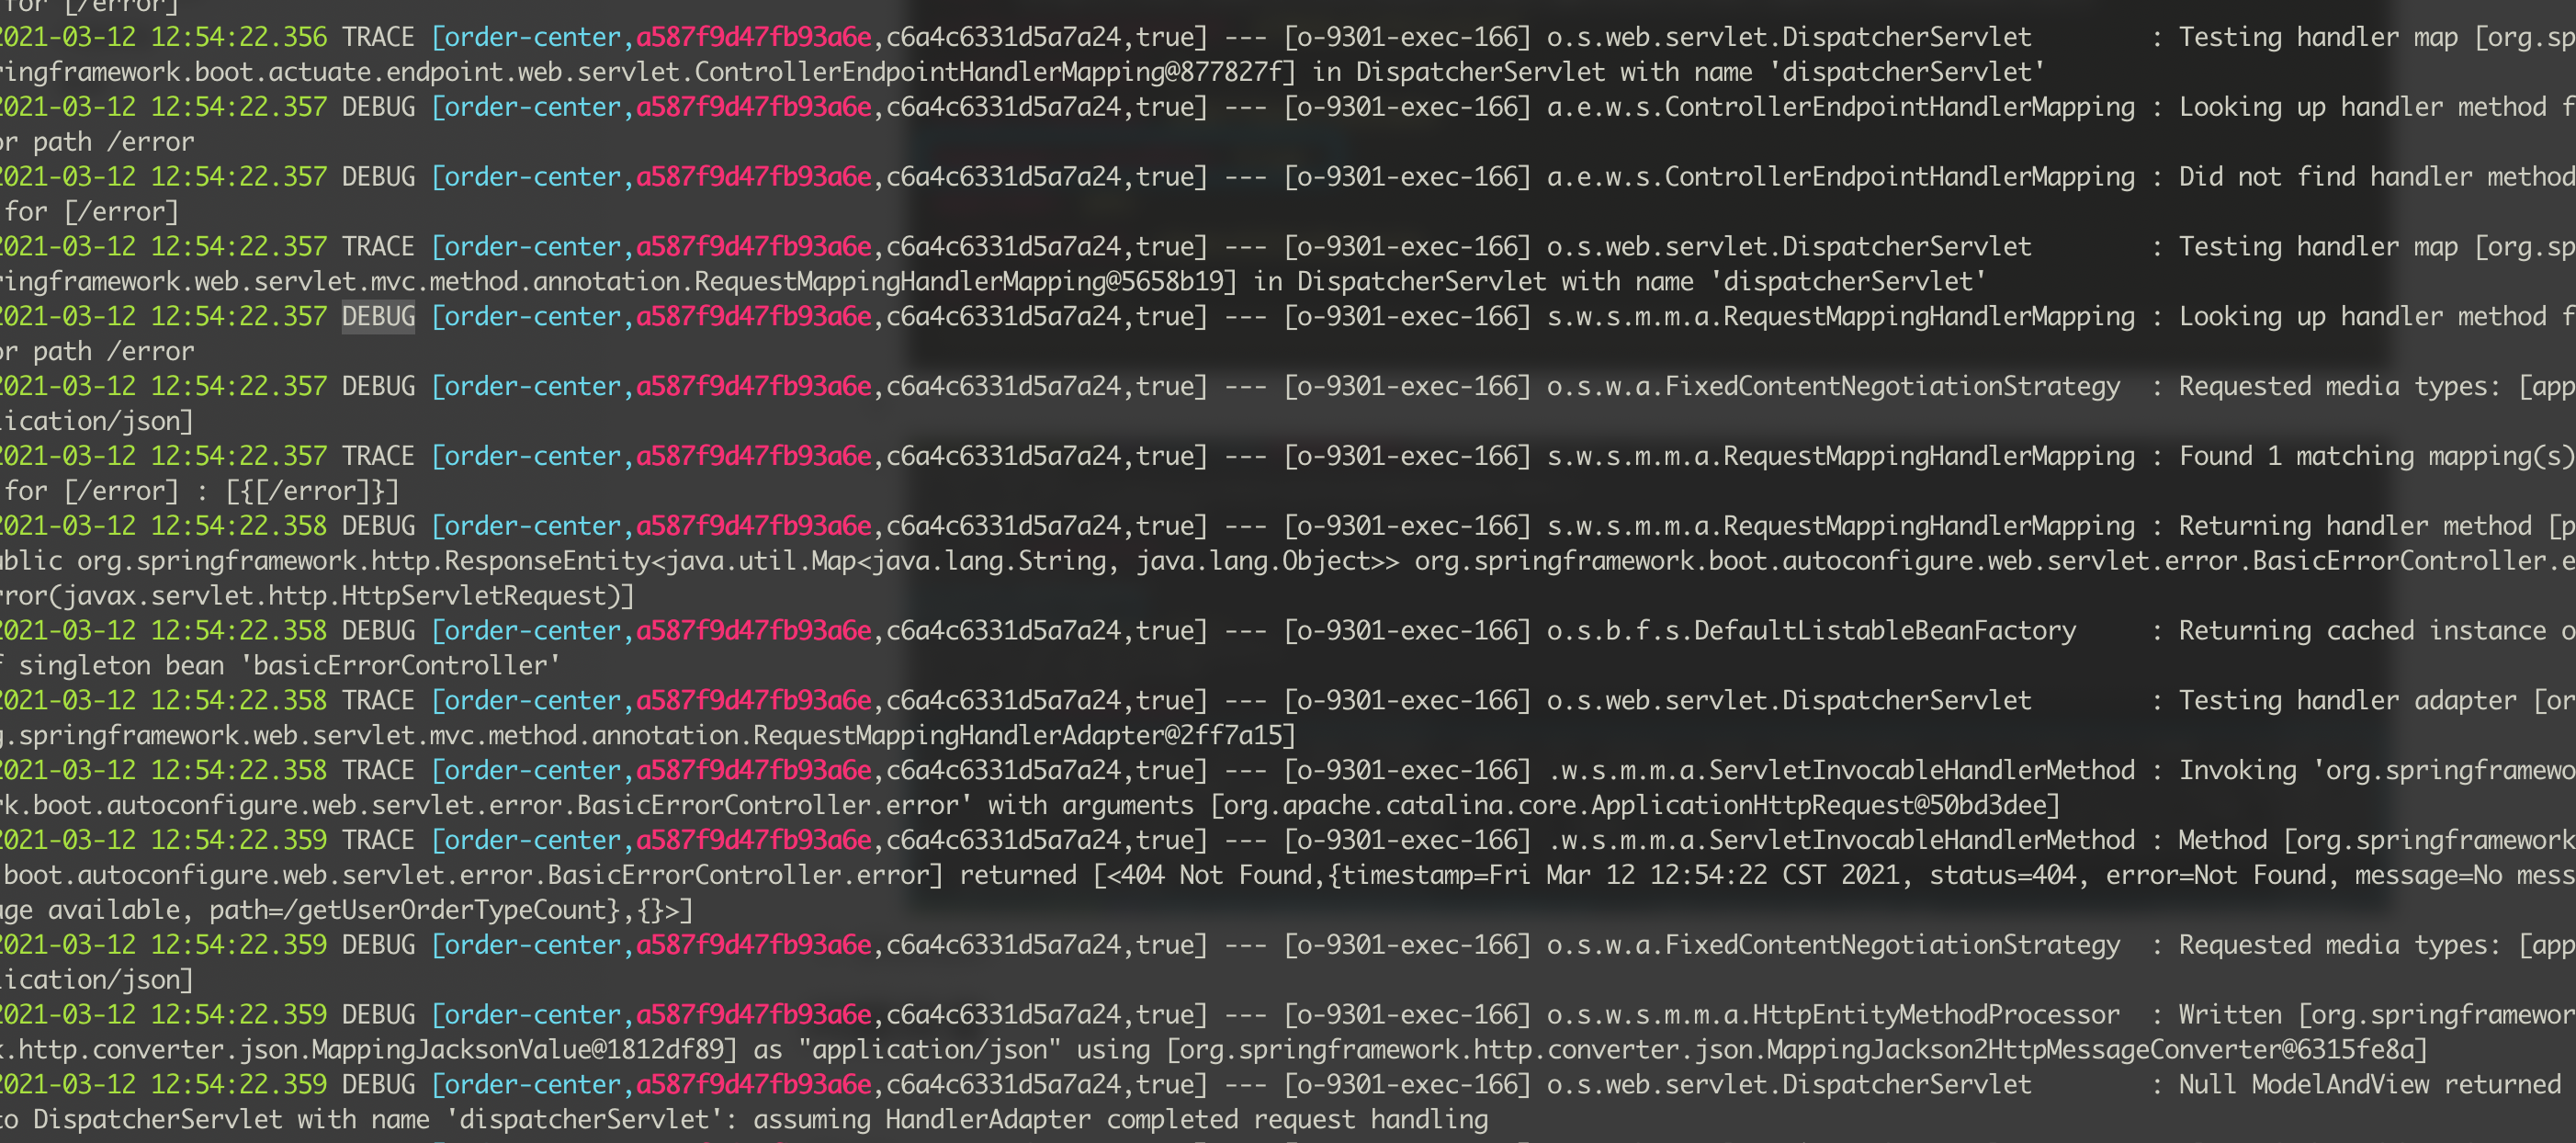 for [/error]
2021-03-12 12:54:22.356 TRACE [order-center,a587f9d47fb93a6e,c6a4c6331d5a7a24,true] --- [o-9301-exec-166] o.s.web.servlet.DispatcherServlet : Testing handler map [org.sp
ringframework.boot.actuate.endpoint.web.servlet.ControllerEndpointHandlerMapping@877827f] in DispatcherServlet with name 'dispatcherServlet'
2021-03-12 12:54:22.357 DEBUG [order-center,a587f9d47fb93a6e,c6a4c6331d5a7a24,true] --- [o-9301-exec-166] a.e.w.s.ControllerEndpointHandlerMapping : Looking up handler method f
or path /error
2021-03-12 12:54:22.357 DEBUG [order-center,a587f9d47fb93a6e,c6a4c6331d5a7a24,true] --- [o-9301-exec-166] a.e.w.s.ControllerEndpointHandlerMapping : Did not find handler method
for [/error]
2021-03-12 12:54:22.357 TRACE [order-center,a587f9d47fb93a6e,c6a4c6331d5a7a24,true] --- [o-9301-exec-166] o.s.web.servlet.DispatcherServlet : Testing handler map [org.sp
ringframework.web.servlet.mvc.method.annotation.RequestMappingHandlerMapping@5658b19] in DispatcherServlet with name 'dispatcherServlet'
2021-03-12 12:54:22.357 DEBUG [order-center,a587f9d47fb93a6e,c6a4c6331d5a7a24,true] --- [o-9301-exec-166] s.w.s.m.m.a.RequestMappingHandlerMapping : Looking up handler method f
or path /error
2021-03-12 12:54:22.357 DEBUG [order-center,a587f9d47fb93a6e,c6a4c6331d5a7a24,true] --- [o-9301-exec-166] o.s.w.a.FixedContentNegotiationStrategy : Requested media types: [app
lication/json]
2021-03-12 12:54:22.357 TRACE [order-center,a587f9d47fb93a6e,c6a4c6331d5a7a24,true] --- [o-9301-exec-166] s.w.s.m.m.a.RequestMappingHandlerMapping : Found 1 matching mapping(s)
for [/error] : [{[/error]}]
2021-03-12 12:54:22.358 DEBUG [order-center,a587f9d47fb93a6e,c6a4c6331d5a7a24,true] --- [o-9301-exec-166] s.w.s.m.m.a.RequestMappingHandlerMapping : Returning handler method [p
ublic org.springframework.http.ResponseEntity<java.util.Map<java.lang.String, java.lang.Object>> org.springframework.boot.autoconfigure.web.servlet.error.BasicErrorController.e
rror(javax.servlet.http.HttpServletRequest)]
2021-03-12 12:54:22.358 DEBUG [order-center,a587f9d47fb93a6e,c6a4c6331d5a7a24,true] --- [o-9301-exec-166] o.s.b.f.s.DefaultListableBeanFactory : Returning cached instance o
f singleton bean 'basicErrorController'
2021-03-12 12:54:22.358 TRACE [order-center,a587f9d47fb93a6e,c6a4c6331d5a7a24,true] --- [o-9301-exec-166] o.s.web.servlet.DispatcherServlet : Testing handler adapter [or
g.springframework.web.servlet.mvc.method.annotation.RequestMappingHandlerAdapter@2ff7a15]
2021-03-12 12:54:22.358 TRACE [order-center,a587f9d47fb93a6e,c6a4c6331d5a7a24,true] --- [o-9301-exec-166] .w.s.m.m.a.ServletInvocableHandlerMethod : Invoking 'org.springframewo
rk.boot.autoconfigure.web.servlet.error.BasicErrorController.error' with arguments [org.apache.catalina.core.ApplicationHttpRequest@50bd3dee]
2021-03-12 12:54:22.359 TRACE [order-center,a587f9d47fb93a6e,c6a4c6331d5a7a24,true] --- [o-9301-exec-166] .w.s.m.m.a.ServletInvocableHandlerMethod : Method [org.springframework
.boot.autoconfigure.web.servlet.error.BasicErrorController.error] returned [<404 Not Found,{timestamp=Fri Mar 12 12:54:22 CST 2021, status=404, error=Not Found, message=No mess
age available, path=/getUserOrderTypeCount},{}>]
2021-03-12 12:54:22.359 DEBUG [order-center,a587f9d47fb93a6e,c6a4c6331d5a7a24,true] --- [o-9301-exec-166] o.s.w.a.FixedContentNegotiationStrategy : Requested media types: [app
lication/json]
2021-03-12 12:54:22.359 DEBUG [order-center,a587f9d47fb93a6e,c6a4c6331d5a7a24,true] --- [o-9301-exec-166] o.s.w.s.m.m.a.HttpEntityMethodProcessor : Written [org.springframewor
k.http.converter.json.MappingJacksonValue@1812df89] as "application/json" using [org.springframework.http.converter.json.MappingJackson2HttpMessageConverter@6315fe8a]
2021-03-12 12:54:22.359 DEBUG [order-center,a587f9d47fb93a6e,c6a4c6331d5a7a24,true] --- [o-9301-exec-166] o.s.web.servlet.DispatcherServlet : Null ModelAndView returned
to DispatcherServlet with name 'dispatcherServlet': assuming HandlerAdapter completed request handling